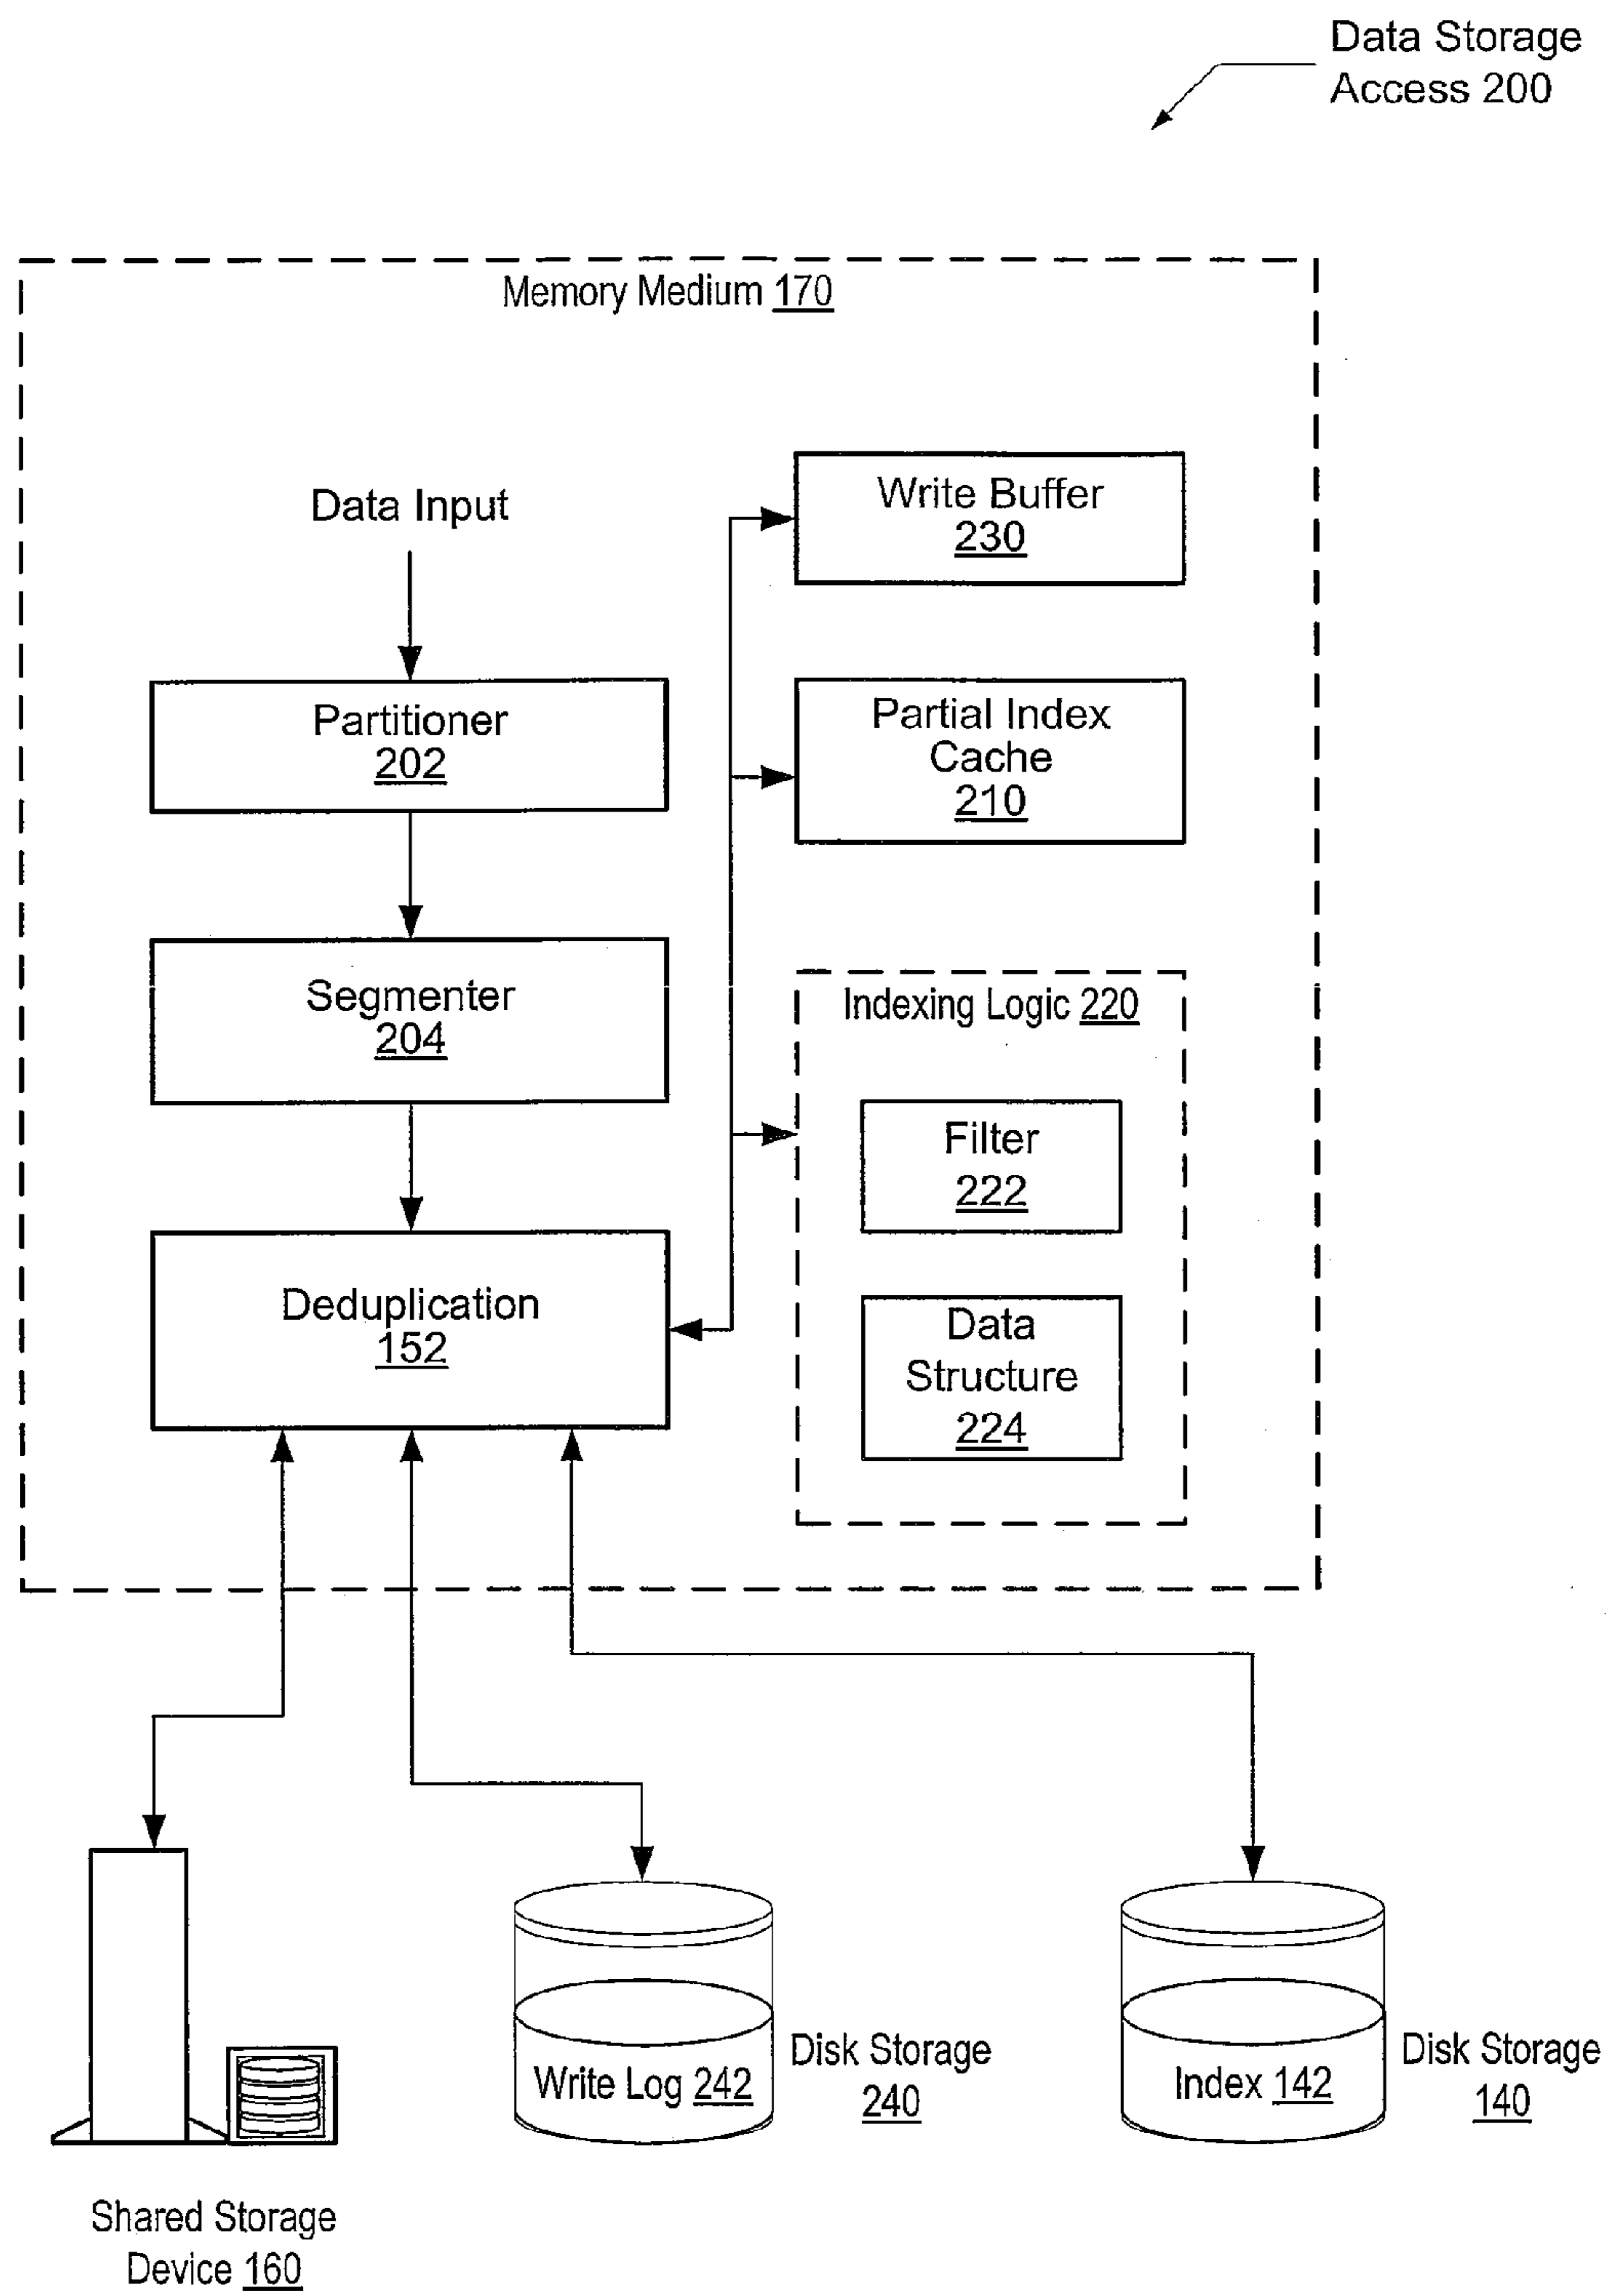 Data Storage
Access 200
Memory Medium 170
Data Input
Write Buffer
230
Partitioner
202
Partial Index
Cache
210
Segmenter
204
Indexing Logic 220
Filter
222
Deduplication
152
Data
Structure
224
Write Log 242
Disk Storage
240
Index 142
Disk Storage
140
Shared Storage
Device 160